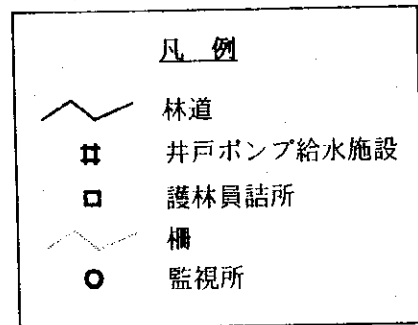 凡 例
林道
井戸ポンプ給水施設
護林員詰所
柵
監視所